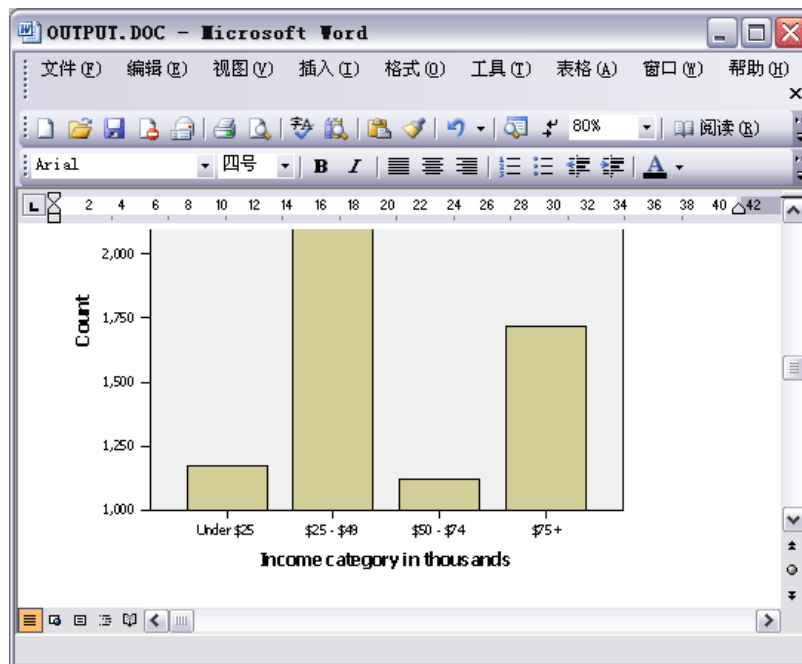 OUTPUT.DOC - Microsoft Word
文件(F) 编辑(E) 视图(V) 插入(I) 格式(O) 工具(T) 表格(A) 窗口(W) 帮助(H)
80% 阅读(R)
Arial 四号 B I A
2 4 6 8 10 12 14 16 18 20 22 24 26 28 30 32 34 36 38 40 42
2,000
1,750
1,500
1,250
1,000
Count
Under $25 $25 - $49 $50 - $74 $75+
Income category in thousands